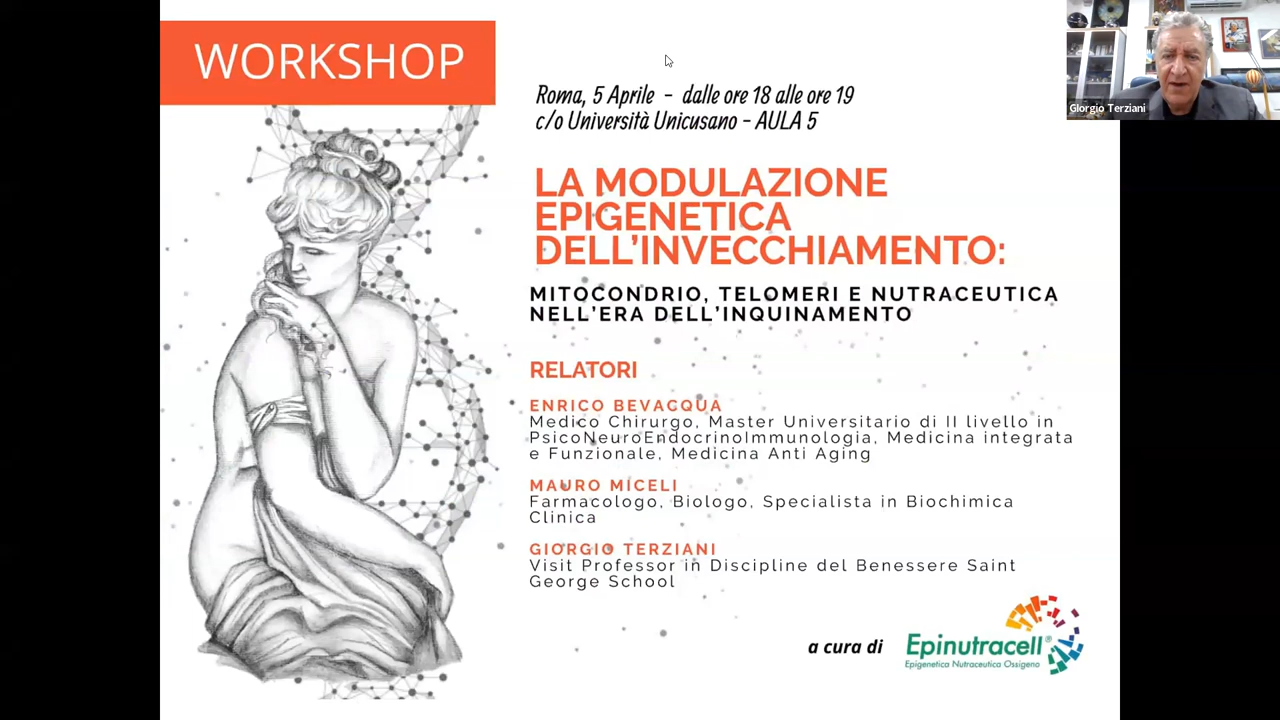 WORKSHOP
Roma, 5 Aprile - dalle ore 18 alle ore 19
c/o Università Unicusano - AULA 5
LA MODULAZIONE
EPIGENETICA
DELL'INVECCHIAMENTO:
MITOCONDRIO, TELOMERI E NUTRACEUTICA
NELL'ERA DELL'INQUINAMENTO
RELATORI
ENRICO BEVACQUA
Medico Chirurgo, Master Universitario di II livello in
PsicoNeuroEndocrinoImmunologia, Medicina integrata
e Funzionale, Medicina Anti Aging
MAURO MICELI
Farmacologo, Biologo, Specialista in Biochimica
Clinica
GIORGIO TERZIANI
Visit Professor in Discipline del Benessere Saint
George School
a cura di
Epinutracell®
Epigenetica Nutraceutica Ossigeno
Giorgio Terziani